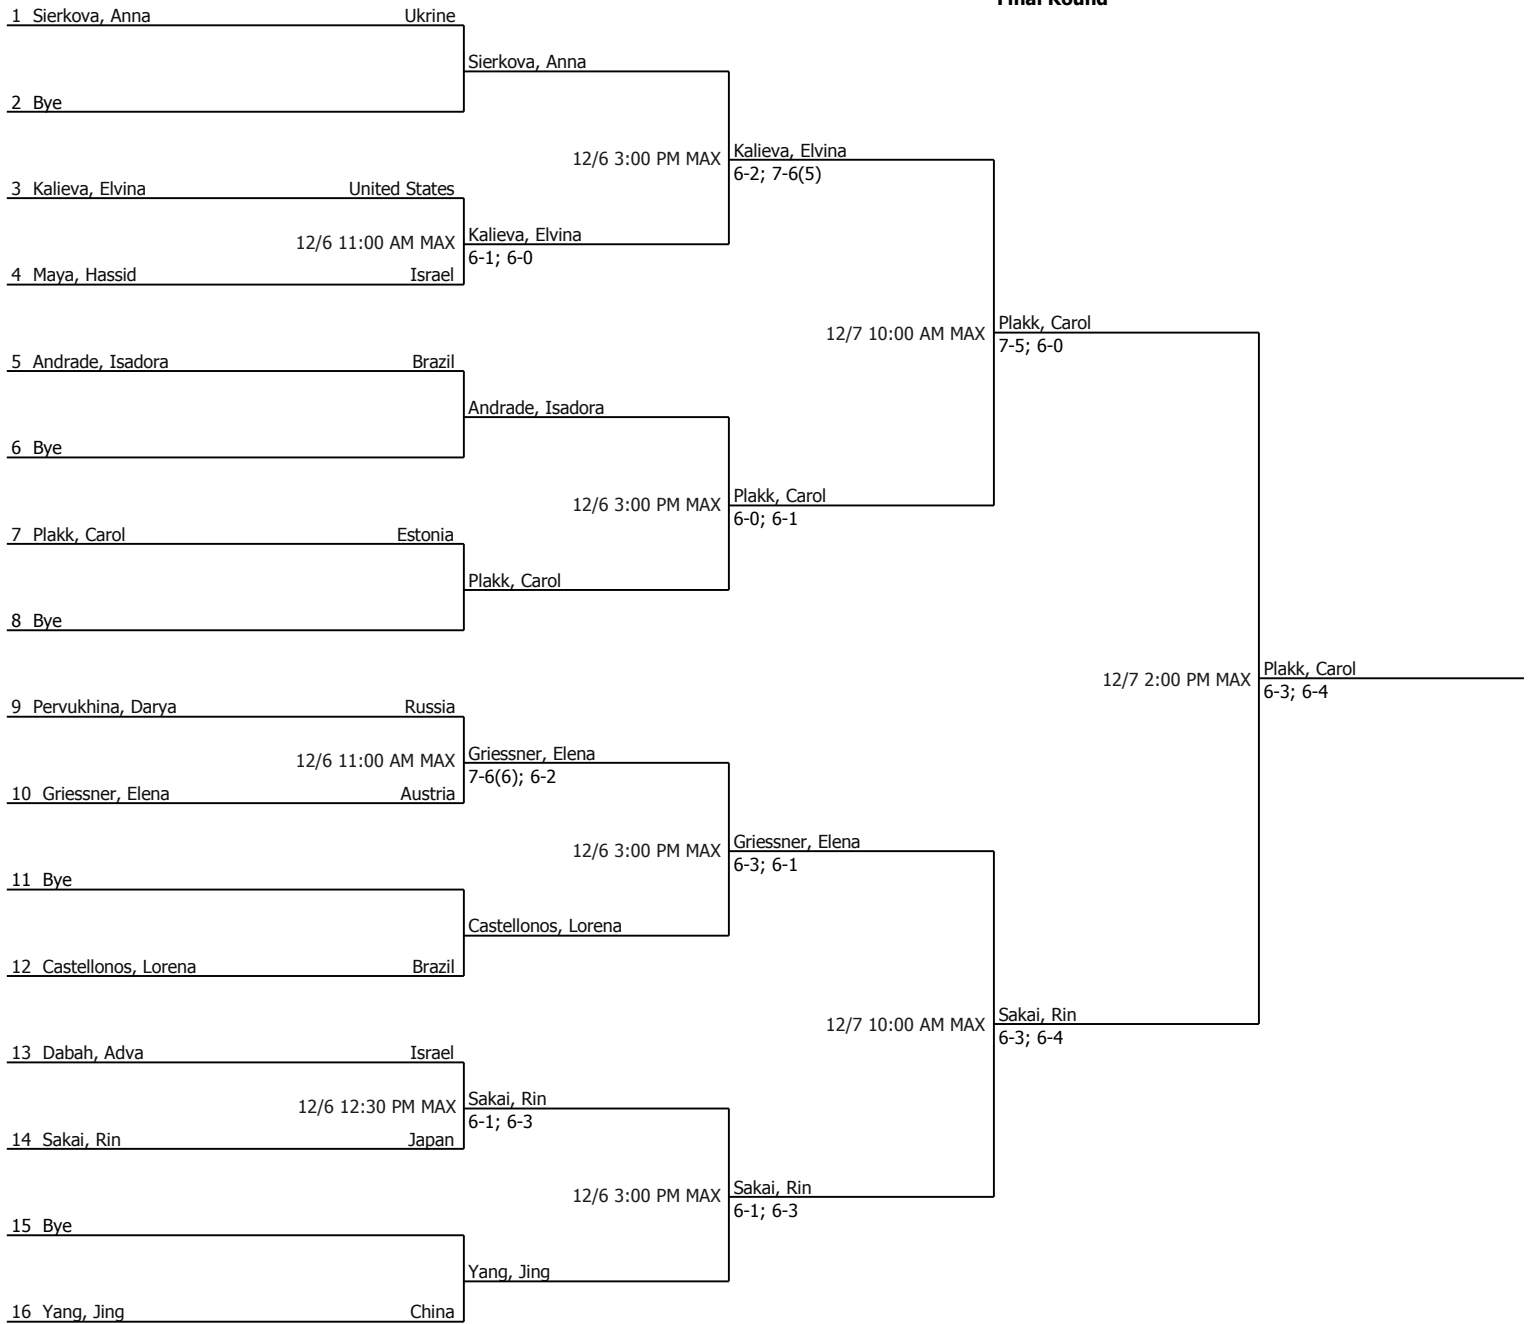 Final Round
1 Sierkova, Anna Ukrine
Sierkova, Anna
2 Bye
12/6 3:00 PM MAX Kalieva, Elvina
6-2; 7-6(5)
3 Kalieva, Elvina United States
12/6 11:00 AM MAX Kalieva, Elvina
6-1; 6-0
4 Maya, Hassid Israel
12/7 10:00 AM MAX Plakk, Carol
7-5; 6-0
5 Andrade, Isadora Brazil
Andrade, Isadora
6 Bye
12/6 3:00 PM MAX Plakk, Carol
6-0; 6-1
7 Plakk, Carol Estonia
Plakk, Carol
8 Bye
12/7 2:00 PM MAX Plakk, Carol
6-3; 6-4
9 Pervukhina, Darya Russia
12/6 11:00 AM MAX Griessner, Elena
7-6(6); 6-2
10 Griessner, Elena Austria
12/6 3:00 PM MAX Griessner, Elena
6-3; 6-1
11 Bye
Castellonos, Lorena
12 Castellonos, Lorena Brazil
12/7 10:00 AM MAX Sakai, Rin
6-3; 6-4
13 Dabah, Adva Israel
12/6 12:30 PM MAX Sakai, Rin
6-1; 6-3
14 Sakai, Rin Japan
12/6 3:00 PM MAX Sakai, Rin
6-1; 6-3
15 Bye
Yang, Jing
16 Yang, Jing China